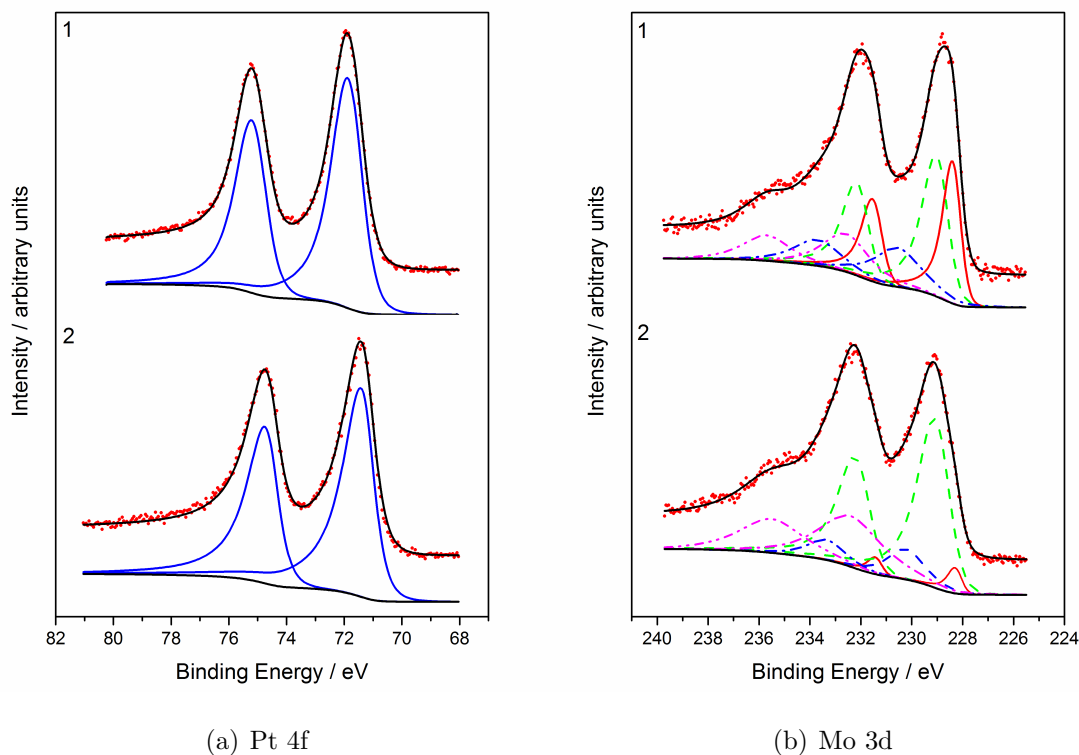 1
2
Intensity / arbitrary units
82 80 78 76 74 72 70 68
Binding Energy / eV
(a) Pt 4f
1
2
Intensity / arbitrary units
240 238 236 234 232 230 228 226 224
Binding Energy / eV
(b) Mo 3d